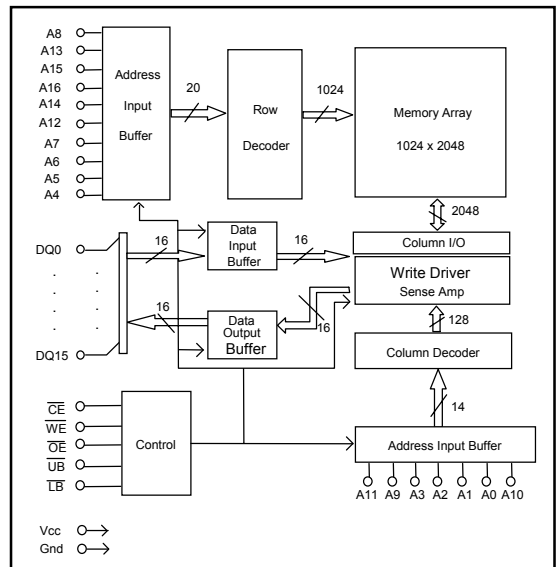 A8
A13
A15
A16
A14
A12
A7
A6
A5
A4
Address
Input
Buffer
20
Row
Decoder
1024
Memory Array
1024 x 2048
2048
DQ0
DQ15
16
Data
Input
Buffer
16
Column I/O
Write Driver
Sense Amp
16
Data
Output
Buffer
16
128
Column Decoder
14
CE
WE
OE
UB
LB
Control
Address Input Buffer
A11 A9 A3 A2 A1 A0 A10
Vcc
Gnd